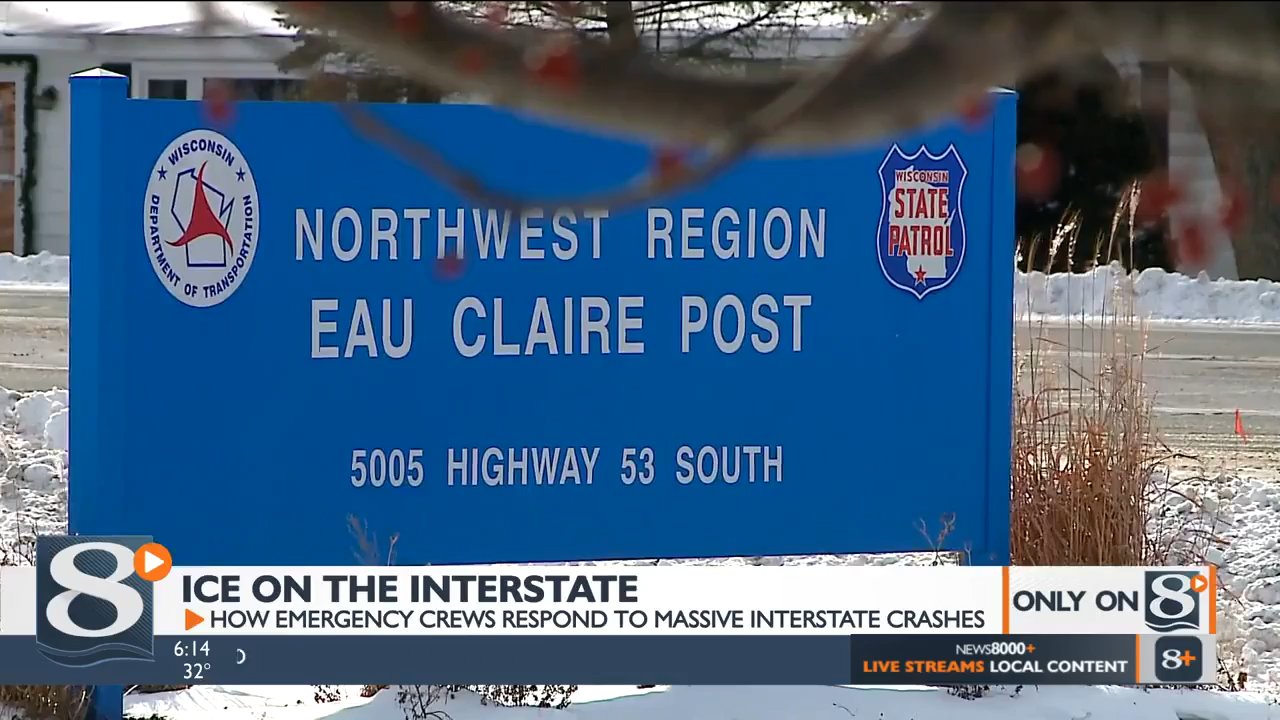 WISCONSIN
DEPARTMENT OF TRANSPORTATION
NORTHWEST REGION
WISCONSIN
STATE
PATROL
EAU CLAIRE POST
5005 HIGHWAY 53 SOUTH
8
ICE ON THE INTERSTATE
HOW EMERGENCY CREWS RESPOND TO MASSIVE INTERSTATE CRASHES
ONLY ON 8
6:14
32°
NEWS8000+
LIVE STREAMS LOCAL CONTENT
8+